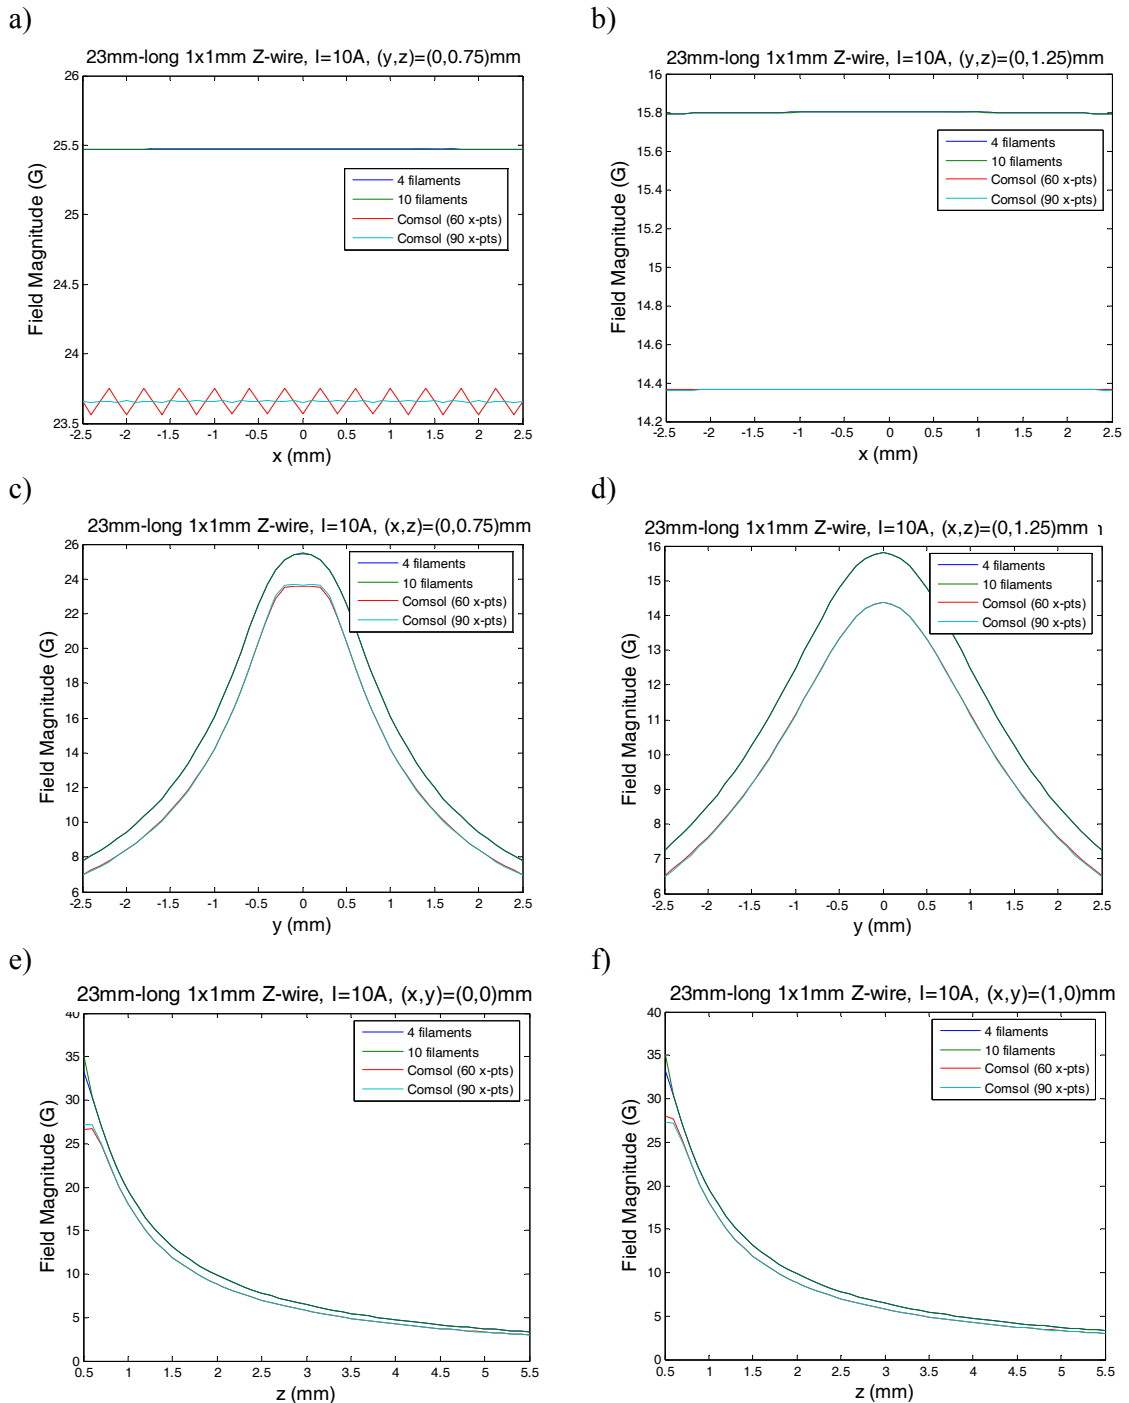 a)
23mm-long 1x1mm Z-wire, I=10A, (y,z)=(0,0.75)mm
26
25.5
25
24.5
24
23.5
Field Magnitude (G)
4 filaments
10 filaments
Comsol (60 x-pts)
Comsol (90 x-pts)
-2.5 -2 -1.5 -1 -0.5 0 0.5 1 1.5 2 2.5
x (mm)
b)
23mm-long 1x1mm Z-wire, I=10A, (y,z)=(0,1.25)mm
16
15.8
15.6
15.4
15.2
15
14.8
14.6
14.4
14.2
Field Magnitude (G)
4 filaments
10 filaments
Comsol (60 x-pts)
Comsol (90 x-pts)
-2.5 -2 -1.5 -1 -0.5 0 0.5 1 1.5 2 2.5
x (mm)
c)
23mm-long 1x1mm Z-wire, I=10A, (x,z)=(0,0.75)mm
26
24
22
20
18
16
14
12
10
8
6
Field Magnitude (G)
4 filaments
10 filaments
Comsol (60 x-pts)
Comsol (90 x-pts)
-2.5 -2 -1.5 -1 -0.5 0 0.5 1 1.5 2 2.5
y (mm)
d)
23mm-long 1x1mm Z-wire, I=10A, (x,z)=(0,1.25)mm
16
15
14
13
12
11
10
9
8
7
6
Field Magnitude (G)
4 filaments
10 filaments
Comsol (60 x-pts)
Comsol (90 x-pts)
-2.5 -2 -1.5 -1 -0.5 0 0.5 1 1.5 2 2.5
y (mm)
e)
23mm-long 1x1mm Z-wire, I=10A, (x,y)=(0,0)mm
40
35
30
25
20
15
10
5
0
Field Magnitude (G)
4 filaments
10 filaments
Comsol (60 x-pts)
Comsol (90 x-pts)
0.5 1 1.5 2 2.5 3 3.5 4 4.5 5 5.5
z (mm)
f)
23mm-long 1x1mm Z-wire, I=10A, (x,y)=(1,0)mm
40
35
30
25
20
15
10
5
0
Field Magnitude (G)
4 filaments
10 filaments
Comsol (60 x-pts)
Comsol (90 x-pts)
0.5 1 1.5 2 2.5 3 3.5 4 4.5 5 5.5
z (mm)